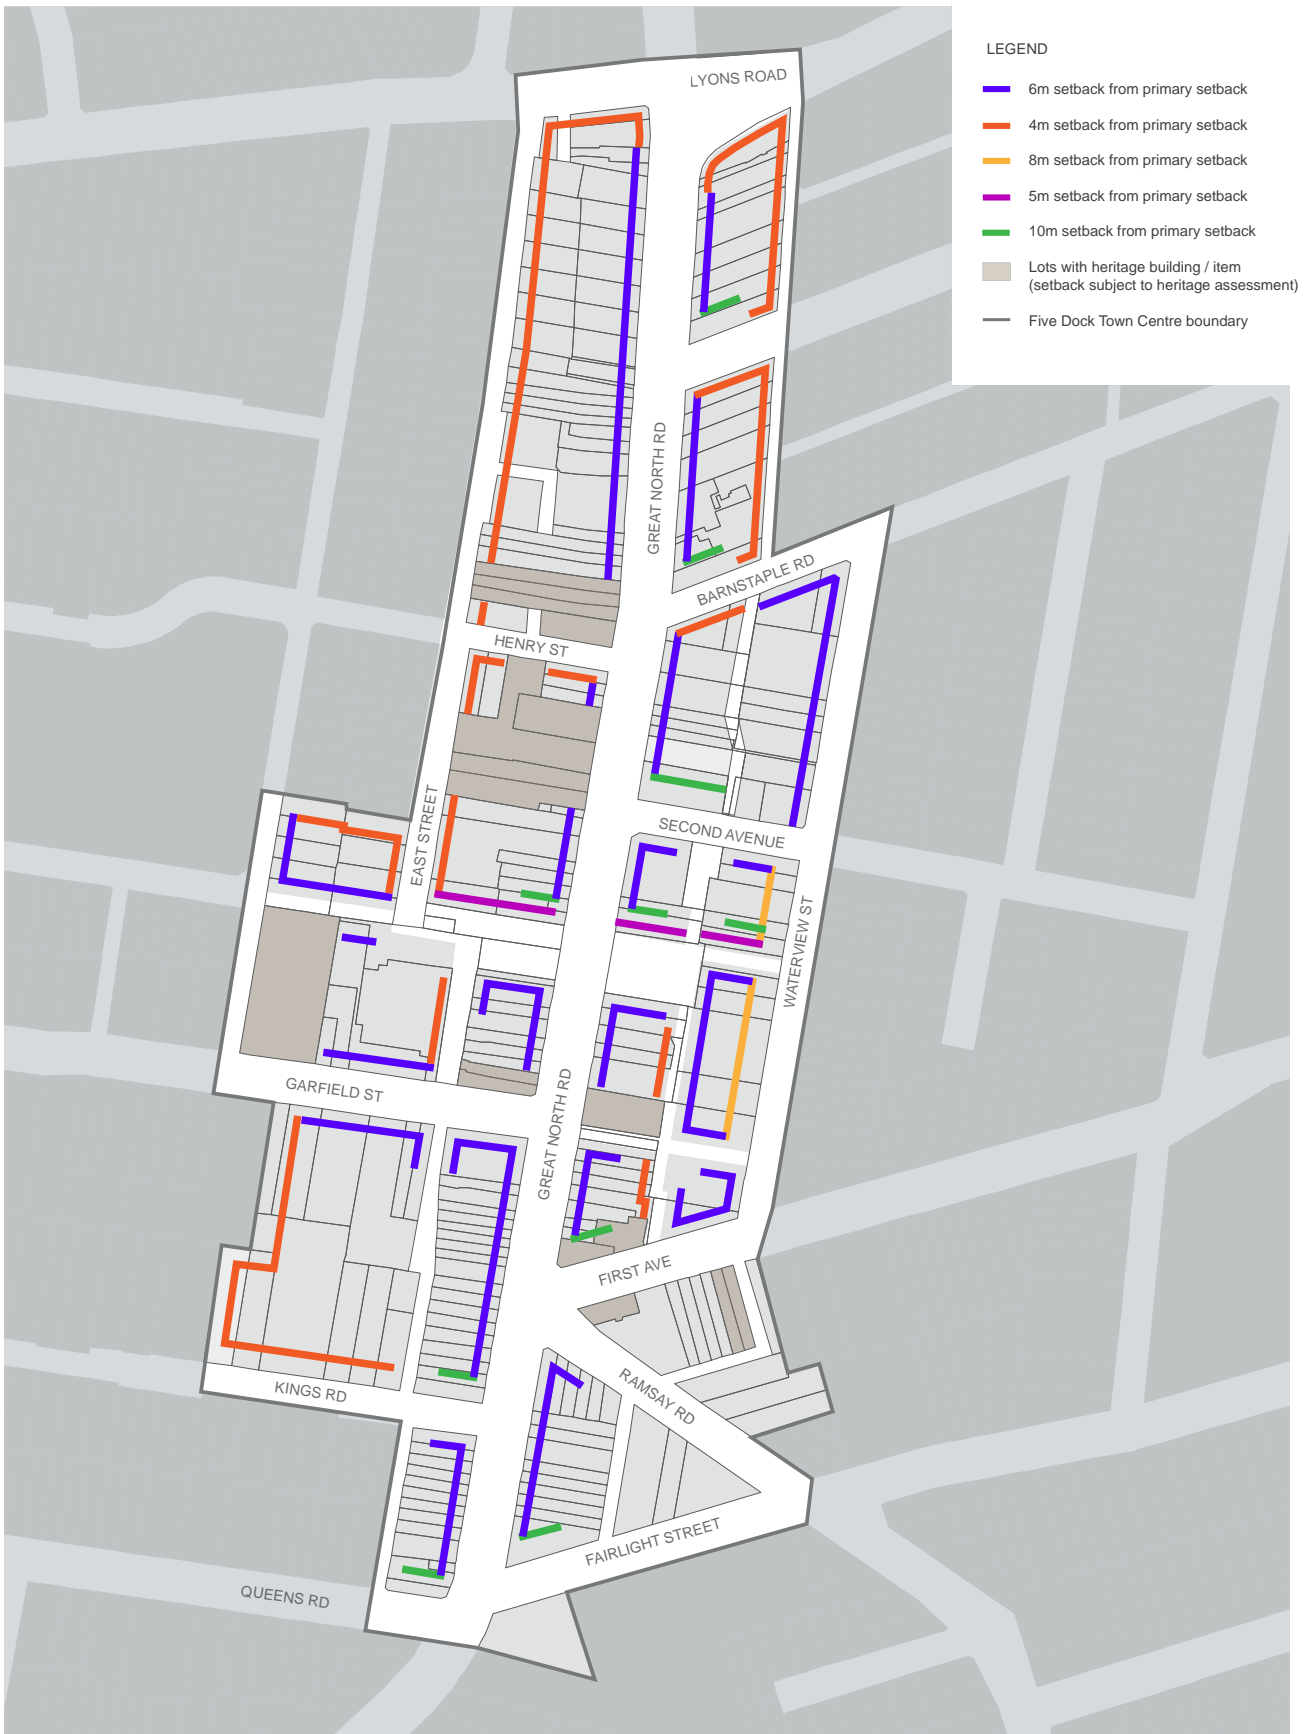 LYONS ROAD
LEGEND
6m setback from primary setback
4m setback from primary setback
8m setback from primary setback
5m setback from primary setback
10m setback from primary setback
Lots with heritage building / item
(setback subject to heritage assessment)
Five Dock Town Centre boundary
GREAT NORTH RD
BARNSTAPLE RD
HENRY ST
EAST STREET
SECOND AVENUE
WATERVIEW ST
GARFIELD ST
GREAT NORTH RD
FIRST AVE
KINGS RD
RAMSAY RD
FAIRLIGHT STREET
QUEENS RD